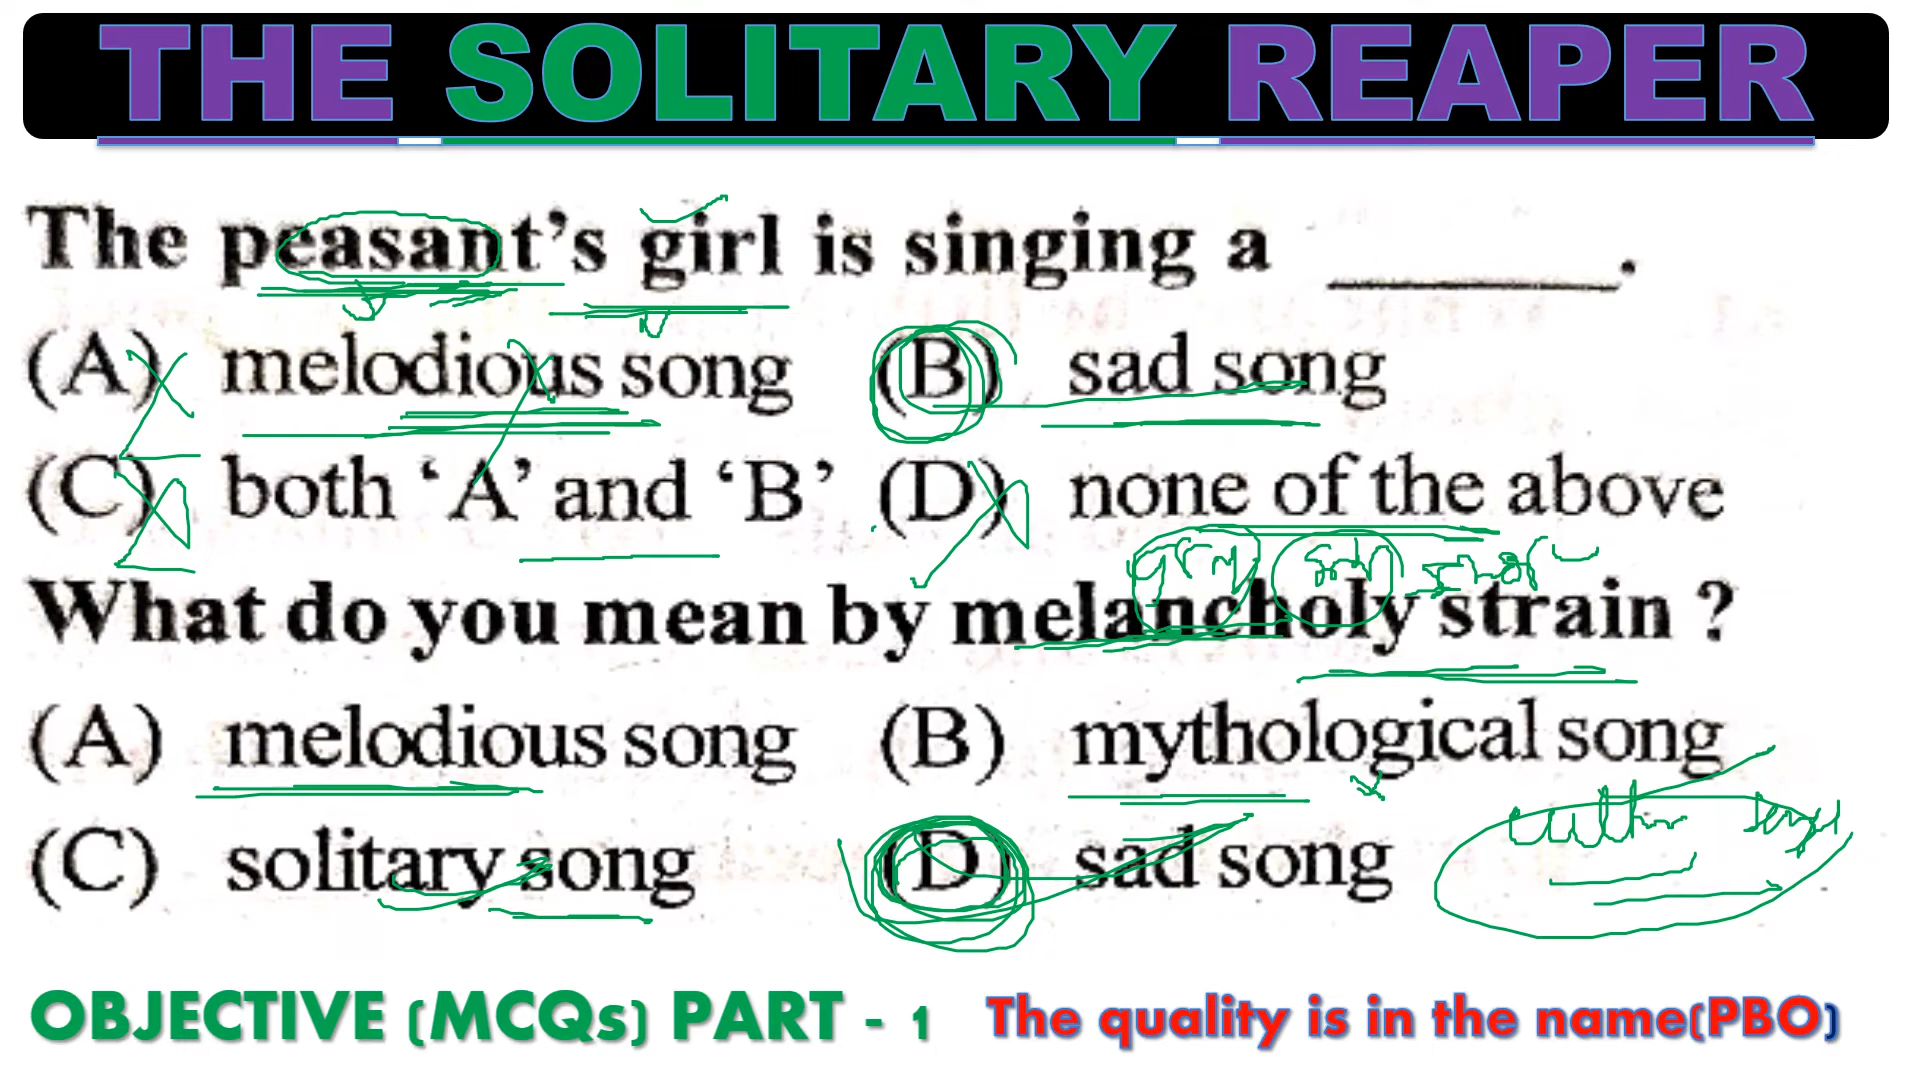 THE SOLITARY REAPER
The peasant's girl is singing a ________.
(A) melodious song (B) sad song
(C) both ‘A’ and ‘B’ (D) none of the above
What do you mean by melancholy strain ?
(A) melodious song (B) mythological song
(C) solitary song (D) sad song
OBJECTIVE (MCQs) PART - 1 The quality is in the name(PBO)